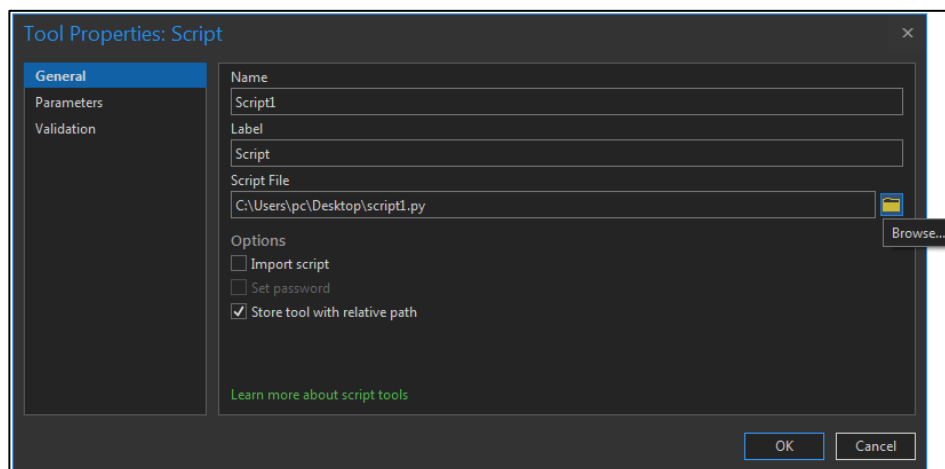 Tool Properties: Script
General
Parameters
Validation
Name
Script1
Label
Script
Script File
C:\Users\pc\Desktop\script1.py
Browse...
Options
Import script
Set password
Store tool with relative path
Learn more about script tools
OK
Cancel